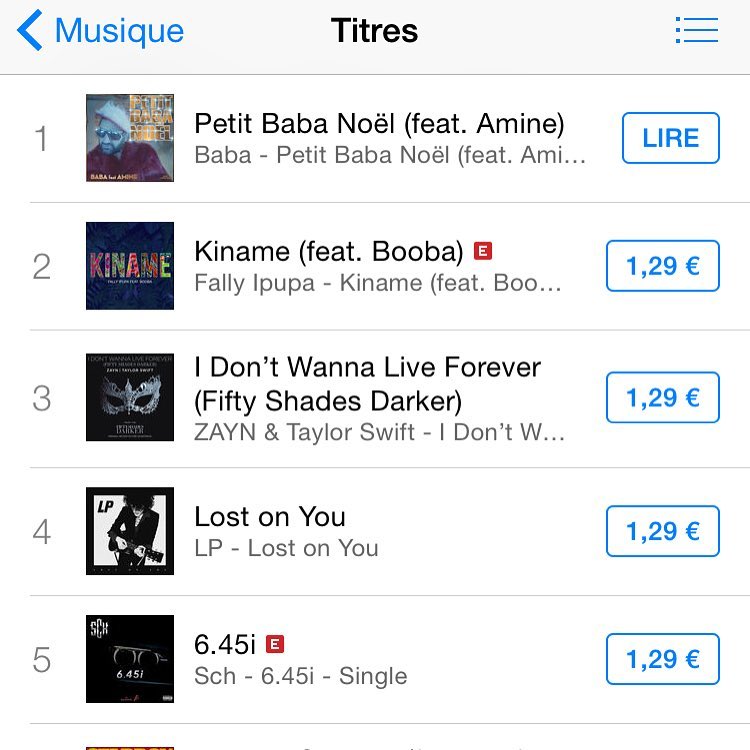 Musique
Titres
1
PETIT
BABA
NOËL
BABA feat AMINE
Petit Baba Noël (feat. Amine)
Baba - Petit Baba Noël (feat. Ami...
LIRE
2
KINAME
FALLY IPUPA FEAT. BOOBA
Kiname (feat. Booba) E
Fally Ipupa - Kiname (feat. Boo...
1,29 €
3
I DON'T WANNA LIVE FOREVER
(FIFTY SHADES DARKER)
ZAYN | TAYLOR SWIFT
I Don’t Wanna Live Forever
(Fifty Shades Darker)
ZAYN & Taylor Swift - I Don’t W...
1,29 €
4
LP
Lost on You
LP - Lost on You
1,29 €
5
SCH
6.45i
6.45i E
Sch - 6.45i - Single
1,29 €